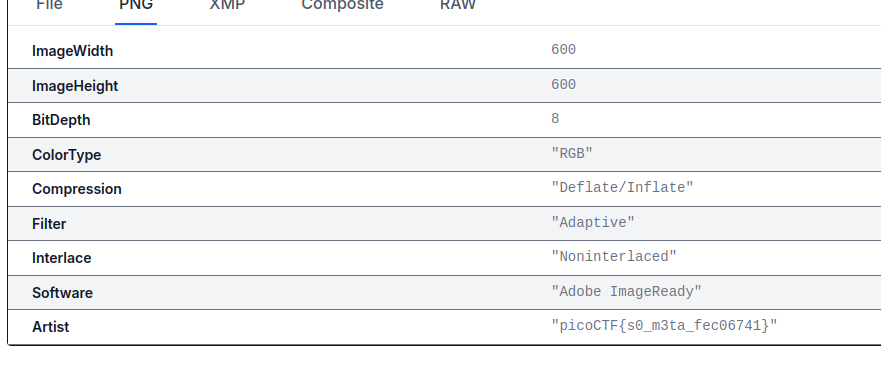 File PNG XMP Composite RAW
ImageWidth 600
ImageHeight 600
BitDepth 8
ColorType "RGB"
Compression "Deflate/Inflate"
Filter "Adaptive"
Interlace "Noninterlaced"
Software "Adobe ImageReady"
Artist "picoCTF{s0_m3ta_fec06741}"